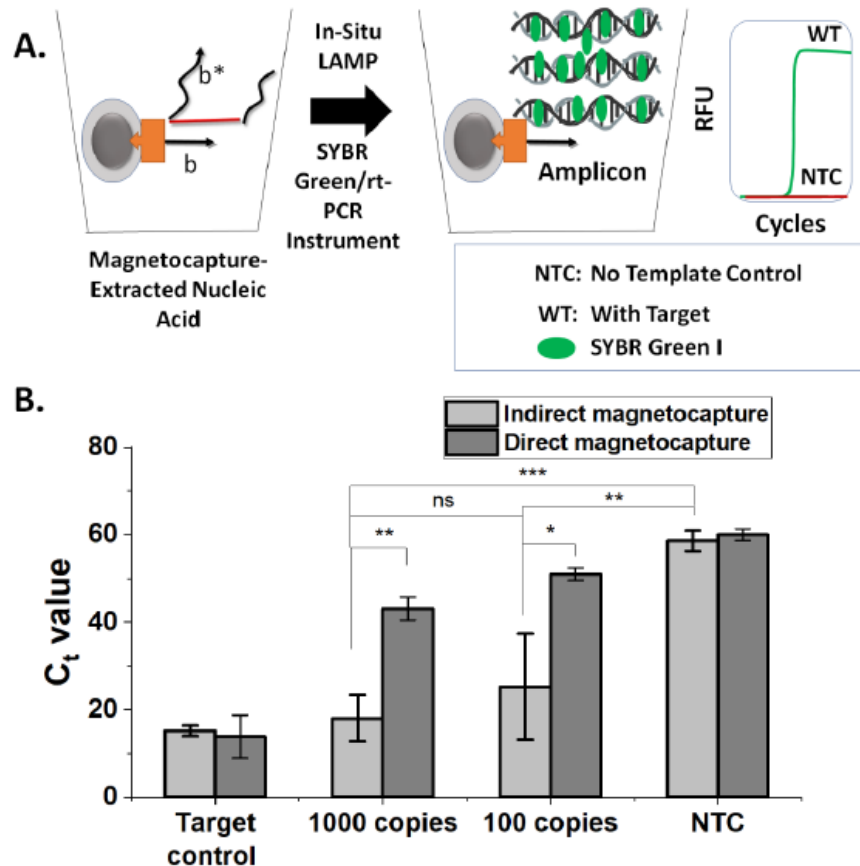 A.
b*
b
Magnetocapture-
Extracted Nucleic
Acid
In-Situ
LAMP
SYBR
Green/rt-
PCR
Instrument
Amplicon
RFU
WT
NTC
Cycles
NTC: No Template Control
WT: With Target
SYBR Green I
B.
Indirect magnetocapture
Direct magnetocapture
80
60
40
20
0
Ct value
***
ns
**
**
*
Target
control
1000 copies
100 copies
NTC